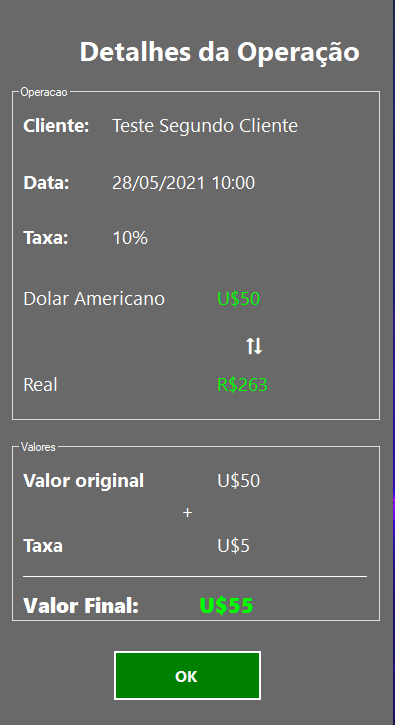 Detalhes da Operação
Operacao
Cliente: Teste Segundo Cliente
Data: 28/05/2021 10:00
Taxa: 10%
Dolar Americano U$50
Real R$263
Valores
Valor original U$50
+
Taxa U$5
Valor Final: U$55
OK